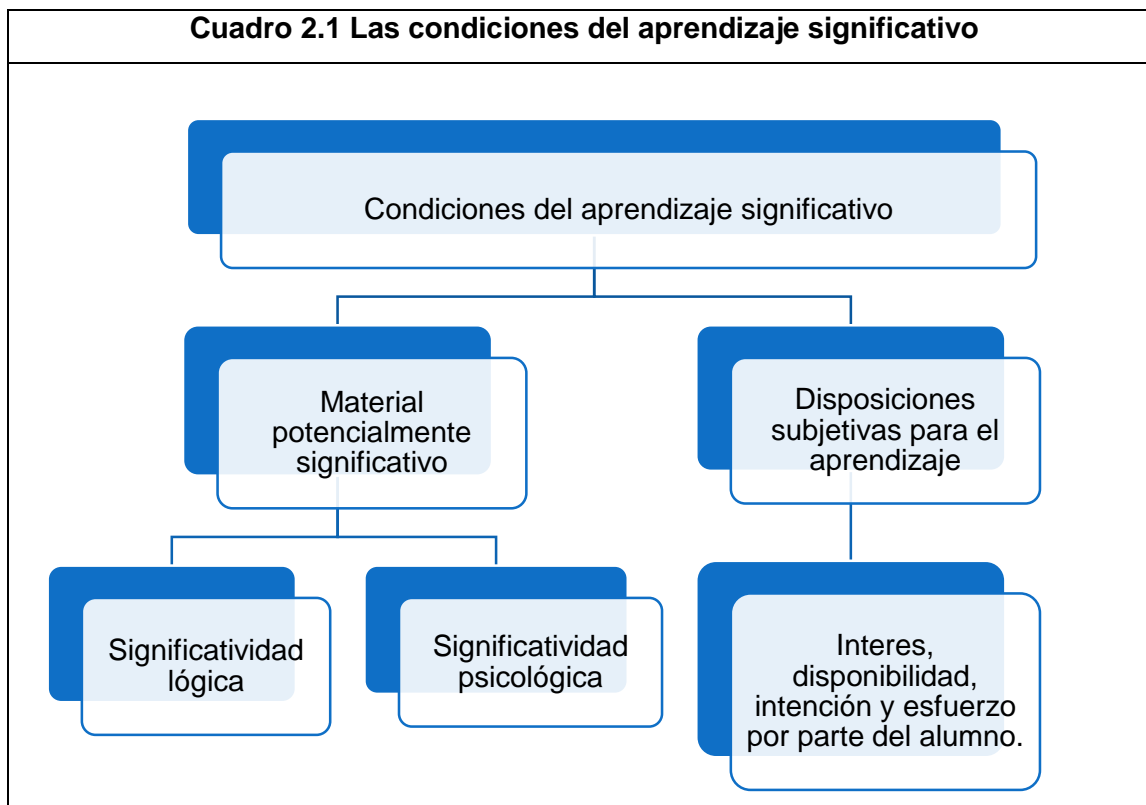 Cuadro 2.1 Las condiciones del aprendizaje significativo
Condiciones del aprendizaje significativo
Material
potencialmente
significativo
Disposiciones
subjetivas para el
aprendizaje
Significatividad
lógica
Significatividad
psicológica
Interes,
disponibilidad,
intención y esfuerzo
por parte del alumno.